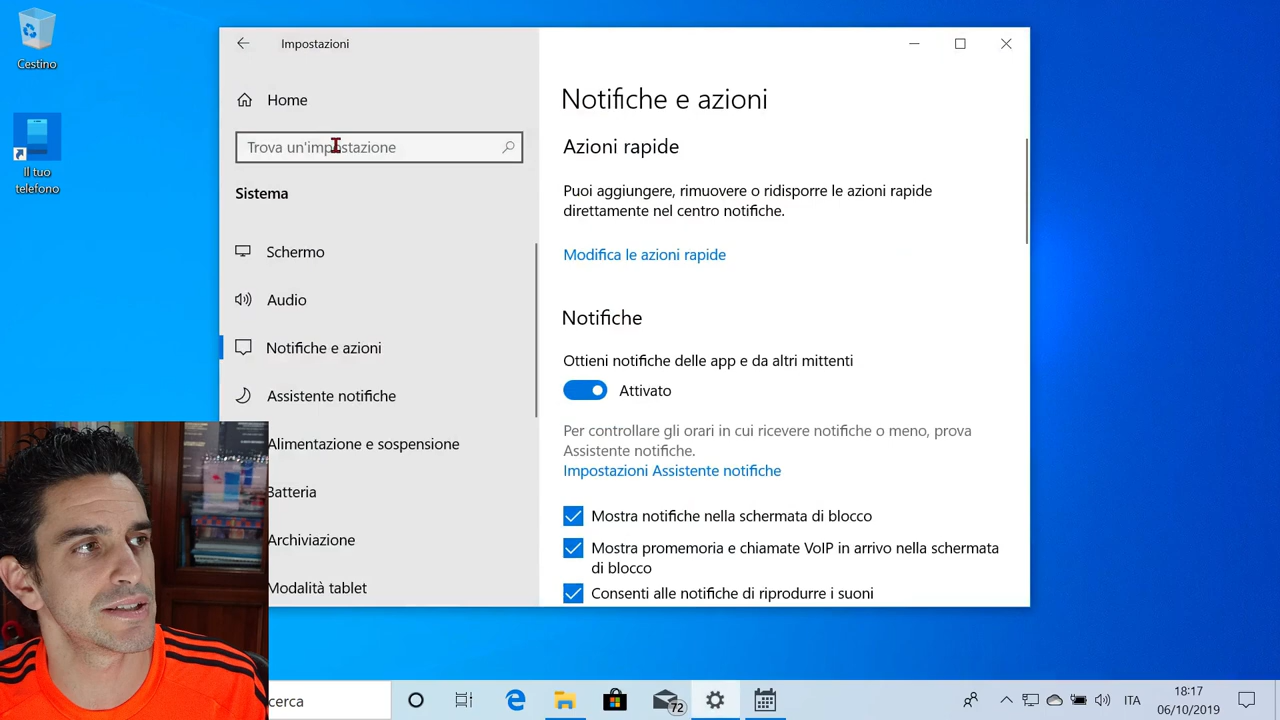 Cestino
Il tuo
telefono
Impostazioni
Home
Trova un'impostazione
Sistema
Schermo
Audio
Notifiche e azioni
Assistente notifiche
Alimentazione e sospensione
Batteria
Archiviazione
Modalità tablet
Notifiche e azioni
Azioni rapide
Puoi aggiungere, rimuovere o ridisporre le azioni rapide
direttamente nel centro notifiche.
Modifica le azioni rapide
Notifiche
Ottieni notifiche delle app e da altri mittenti
Attivato
Per controllare gli orari in cui ricevere notifiche o meno, prova
Assistente notifiche.
Impostazioni Assistente notifiche
Mostra notifiche nella schermata di blocco
Mostra promemoria e chiamate VoIP in arrivo nella schermata
di blocco
Consenti alle notifiche di riprodurre i suoni
cerca
72
ITA
18:17
06/10/2019